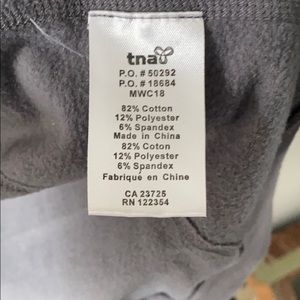 tna
P.O. # 50292
P.O. # 18684
MWC18
82% Cotton
12% Polyester
6% Spandex
Made in China
82% Coton
12% Polyester
6% Spandex
Fabrique en Chine
CA 23725
RN 122354